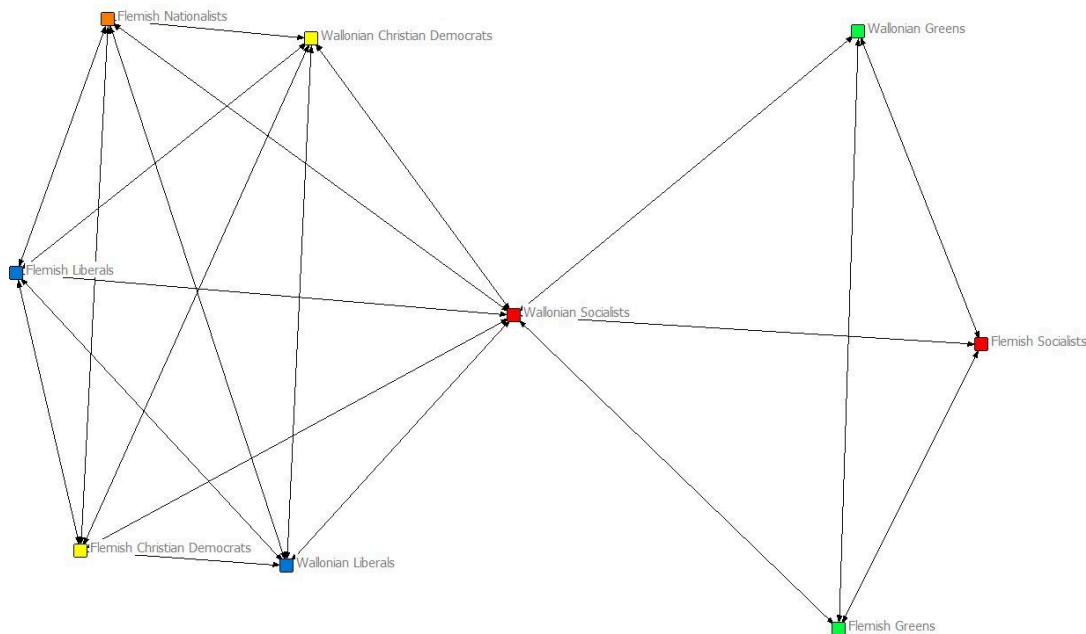 Flemish Nationalists
Wallonian Christian Democrats
Wallonian Greens
Flemish Liberals
Wallonian Socialists
Flemish Socialists
Flemish Christian Democrats
Wallonian Liberals
Flemish Greens